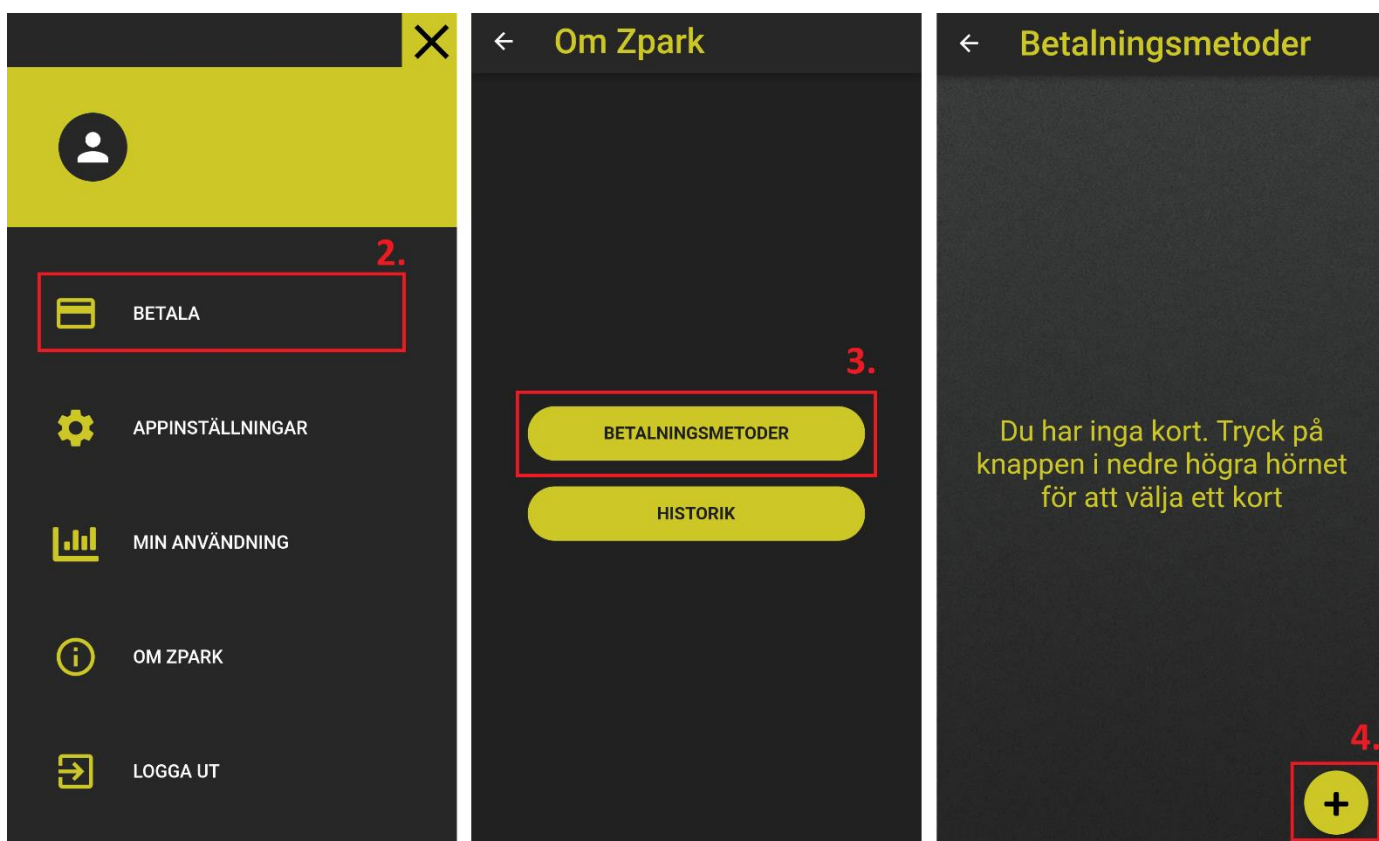 2.
BETALA
APPINSTÄLLNINGAR
MIN ANVÄNDNING
OM ZPARK
LOGGA UT
Om Zpark
3.
BETALNINGSMETODER
HISTORIK
Betalningsmetoder
Du har inga kort. Tryck på
knappen i nedre högra hörnet
för att välja ett kort
4.